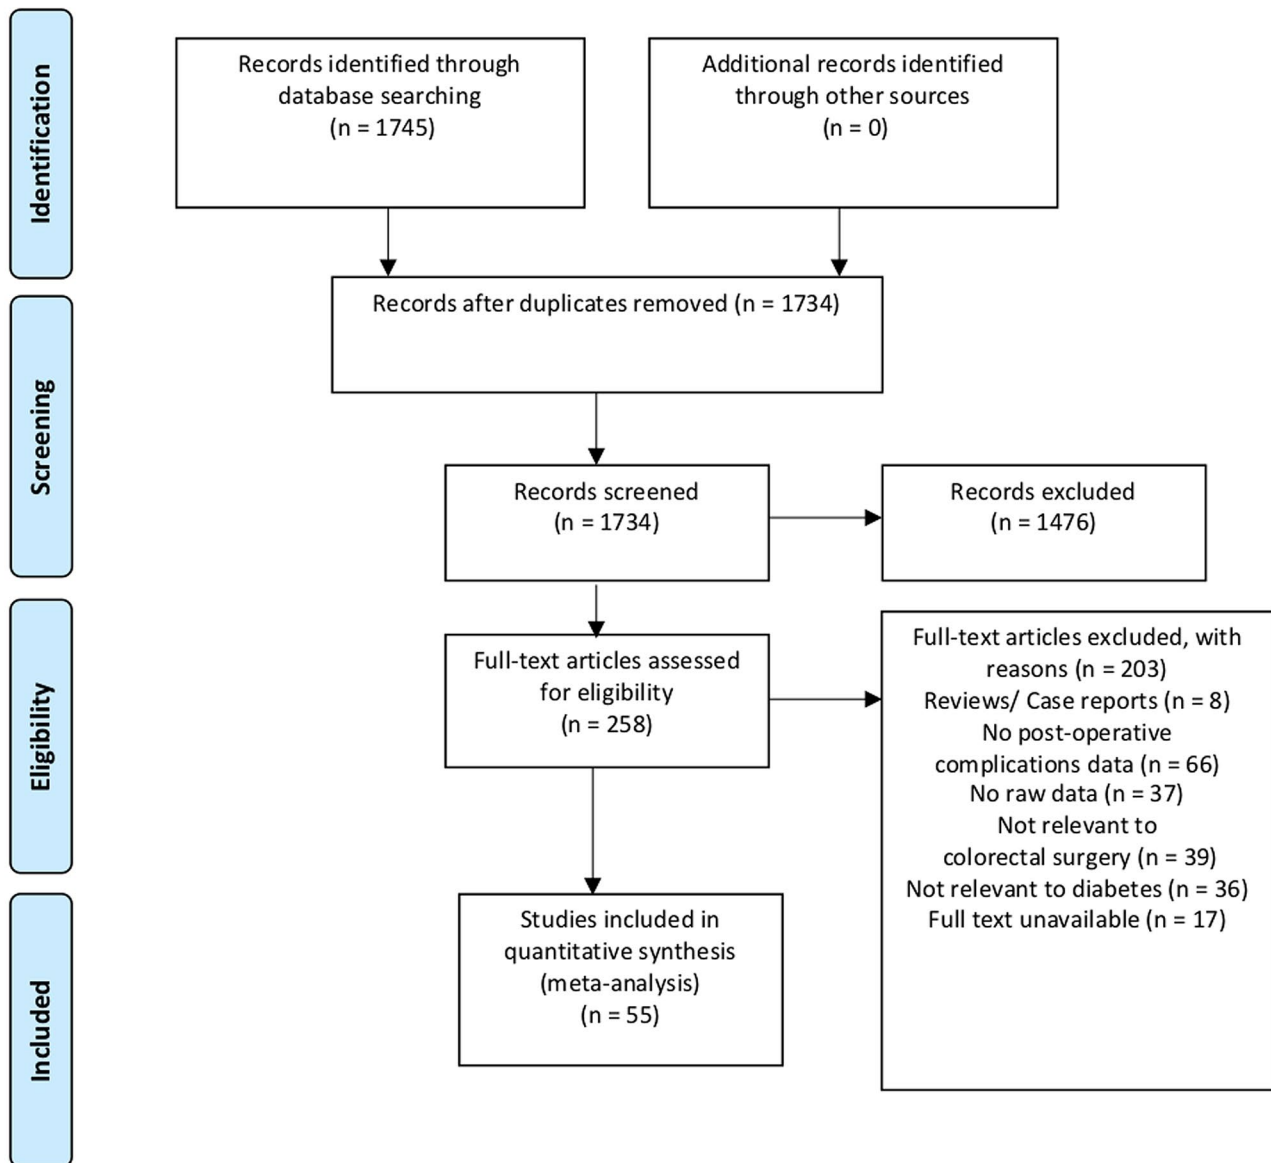 Identification
Records identified through
database searching
(n = 1745)
Additional records identified
through other sources
(n = 0)
Records after duplicates removed (n = 1734)
Screening
Records screened
(n = 1734)
Records excluded
(n = 1476)
Eligibility
Full-text articles assessed
for eligibility
(n = 258)
Full-text articles excluded, with
reasons (n = 203)
Reviews/ Case reports (n = 8)
No post-operative
complications data (n = 66)
No raw data (n = 37)
Not relevant to
colorectal surgery (n = 39)
Not relevant to diabetes (n = 36)
Full text unavailable (n = 17)
Included
Studies included in
quantitative synthesis
(meta-analysis)
(n = 55)